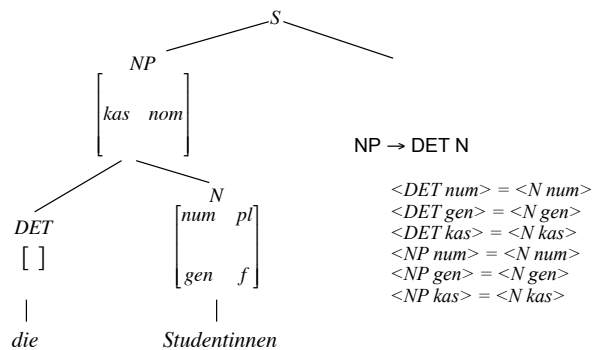 S
NP
kas nom
NP → DET N
N
num pl
<DET num> = <N num>
<DET gen> = <N gen>
DET
<DET kas> = <N kas>
[ ]
<NP num> = <N num>
gen f
<NP gen> = <N gen>
<NP kas> = <N kas>
die Studentinnen